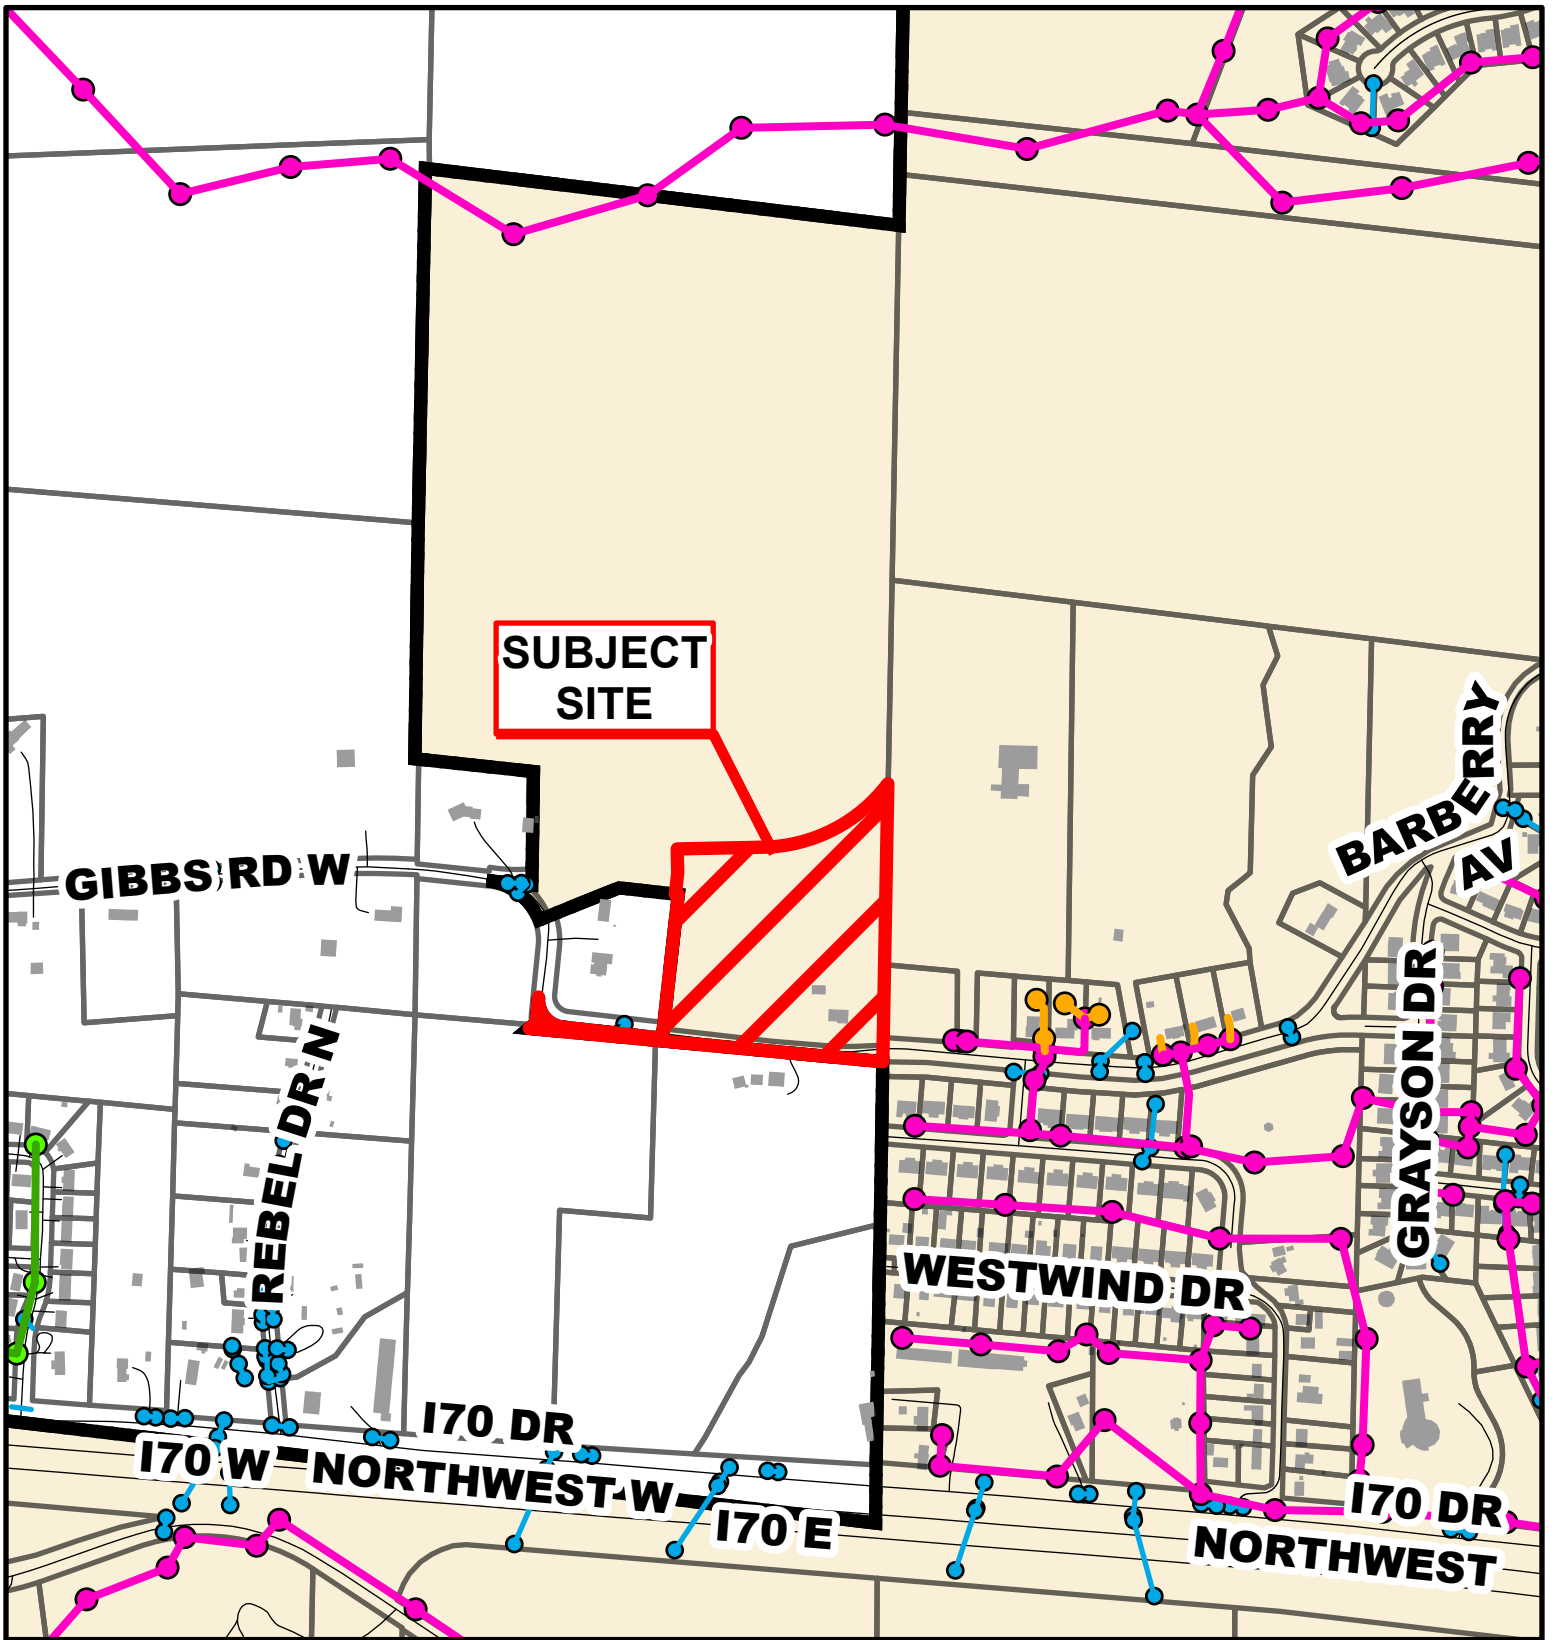 SUBJECT
SITE
BARBERRY
AV
GIBBS RD W
GRAYSON DR
REBEL DR N
WESTWIND DR
I70 DR
NORTHWEST W
I70 W
I70 E
I70 DR
NORTHWEST